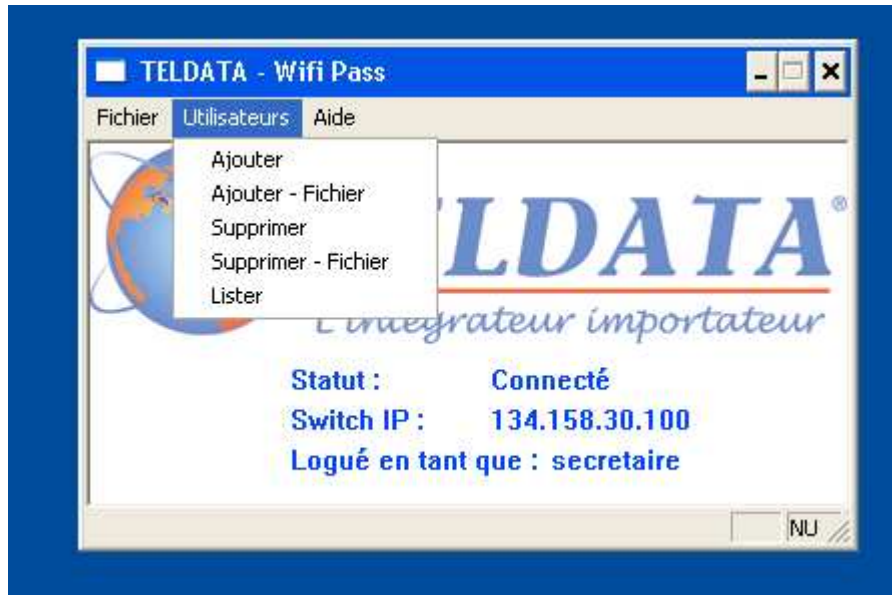 TELDATA - Wifi Pass
Fichier Utilisateurs Aide
Ajouter
Ajouter - Fichier
Supprimer
Supprimer - Fichier
Lister
LDATA®
L'intégrateur importateur
Statut : Connecté
Switch IP : 134.158.30.100
Logué en tant que : secretaire
NU